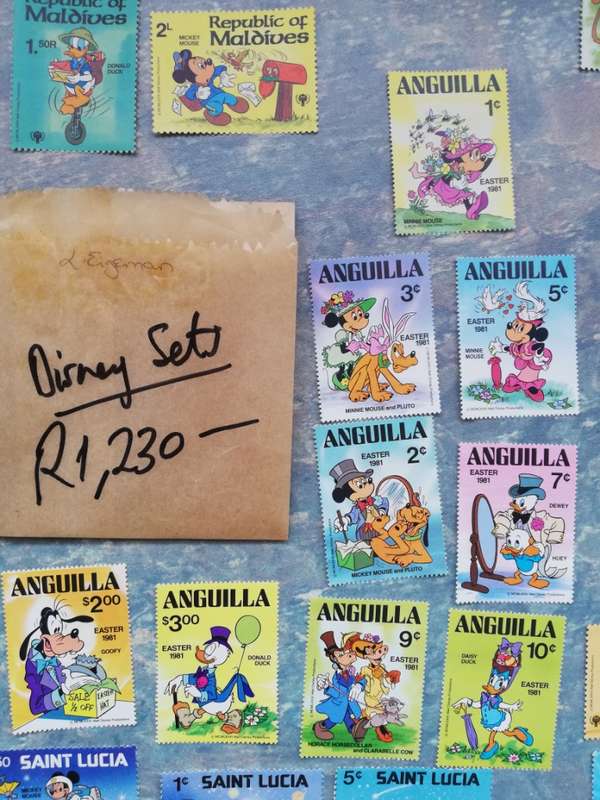 Republic of
Maldives
1.50R
DONALD
DUCK
Republic of
Maldives
2L
MICKEY
MOUSE
ANGUILLA
1¢
EASTER
1981
MINNIE MOUSE
Disney Sets
R1,230—
ANGUILLA
3¢
EASTER
1981
MINNIE MOUSE and PLUTO
ANGUILLA
5¢
EASTER
1981
MINNIE
MOUSE
ANGUILLA
2¢
EASTER
1981
MICKEY MOUSE and PLUTO
ANGUILLA
EASTER
1981
7¢
DEWEY
HUEY
ANGUILLA
$2.00
EASTER
1981
GOOFY
SALE
½ OFF
EASTER
HAT
ANGUILLA
$3.00
EASTER
1981
DONALD
DUCK
ANGUILLA
9¢
EASTER
1981
HORACE HORSECOLLAR
and CLARABELLE COW
ANGUILLA
10¢
DAISY
DUCK
EASTER
1981
SAINT LUCIA
MICKEY
MOUSE
1¢ SAINT LUCIA
5¢ SAINT LUCIA